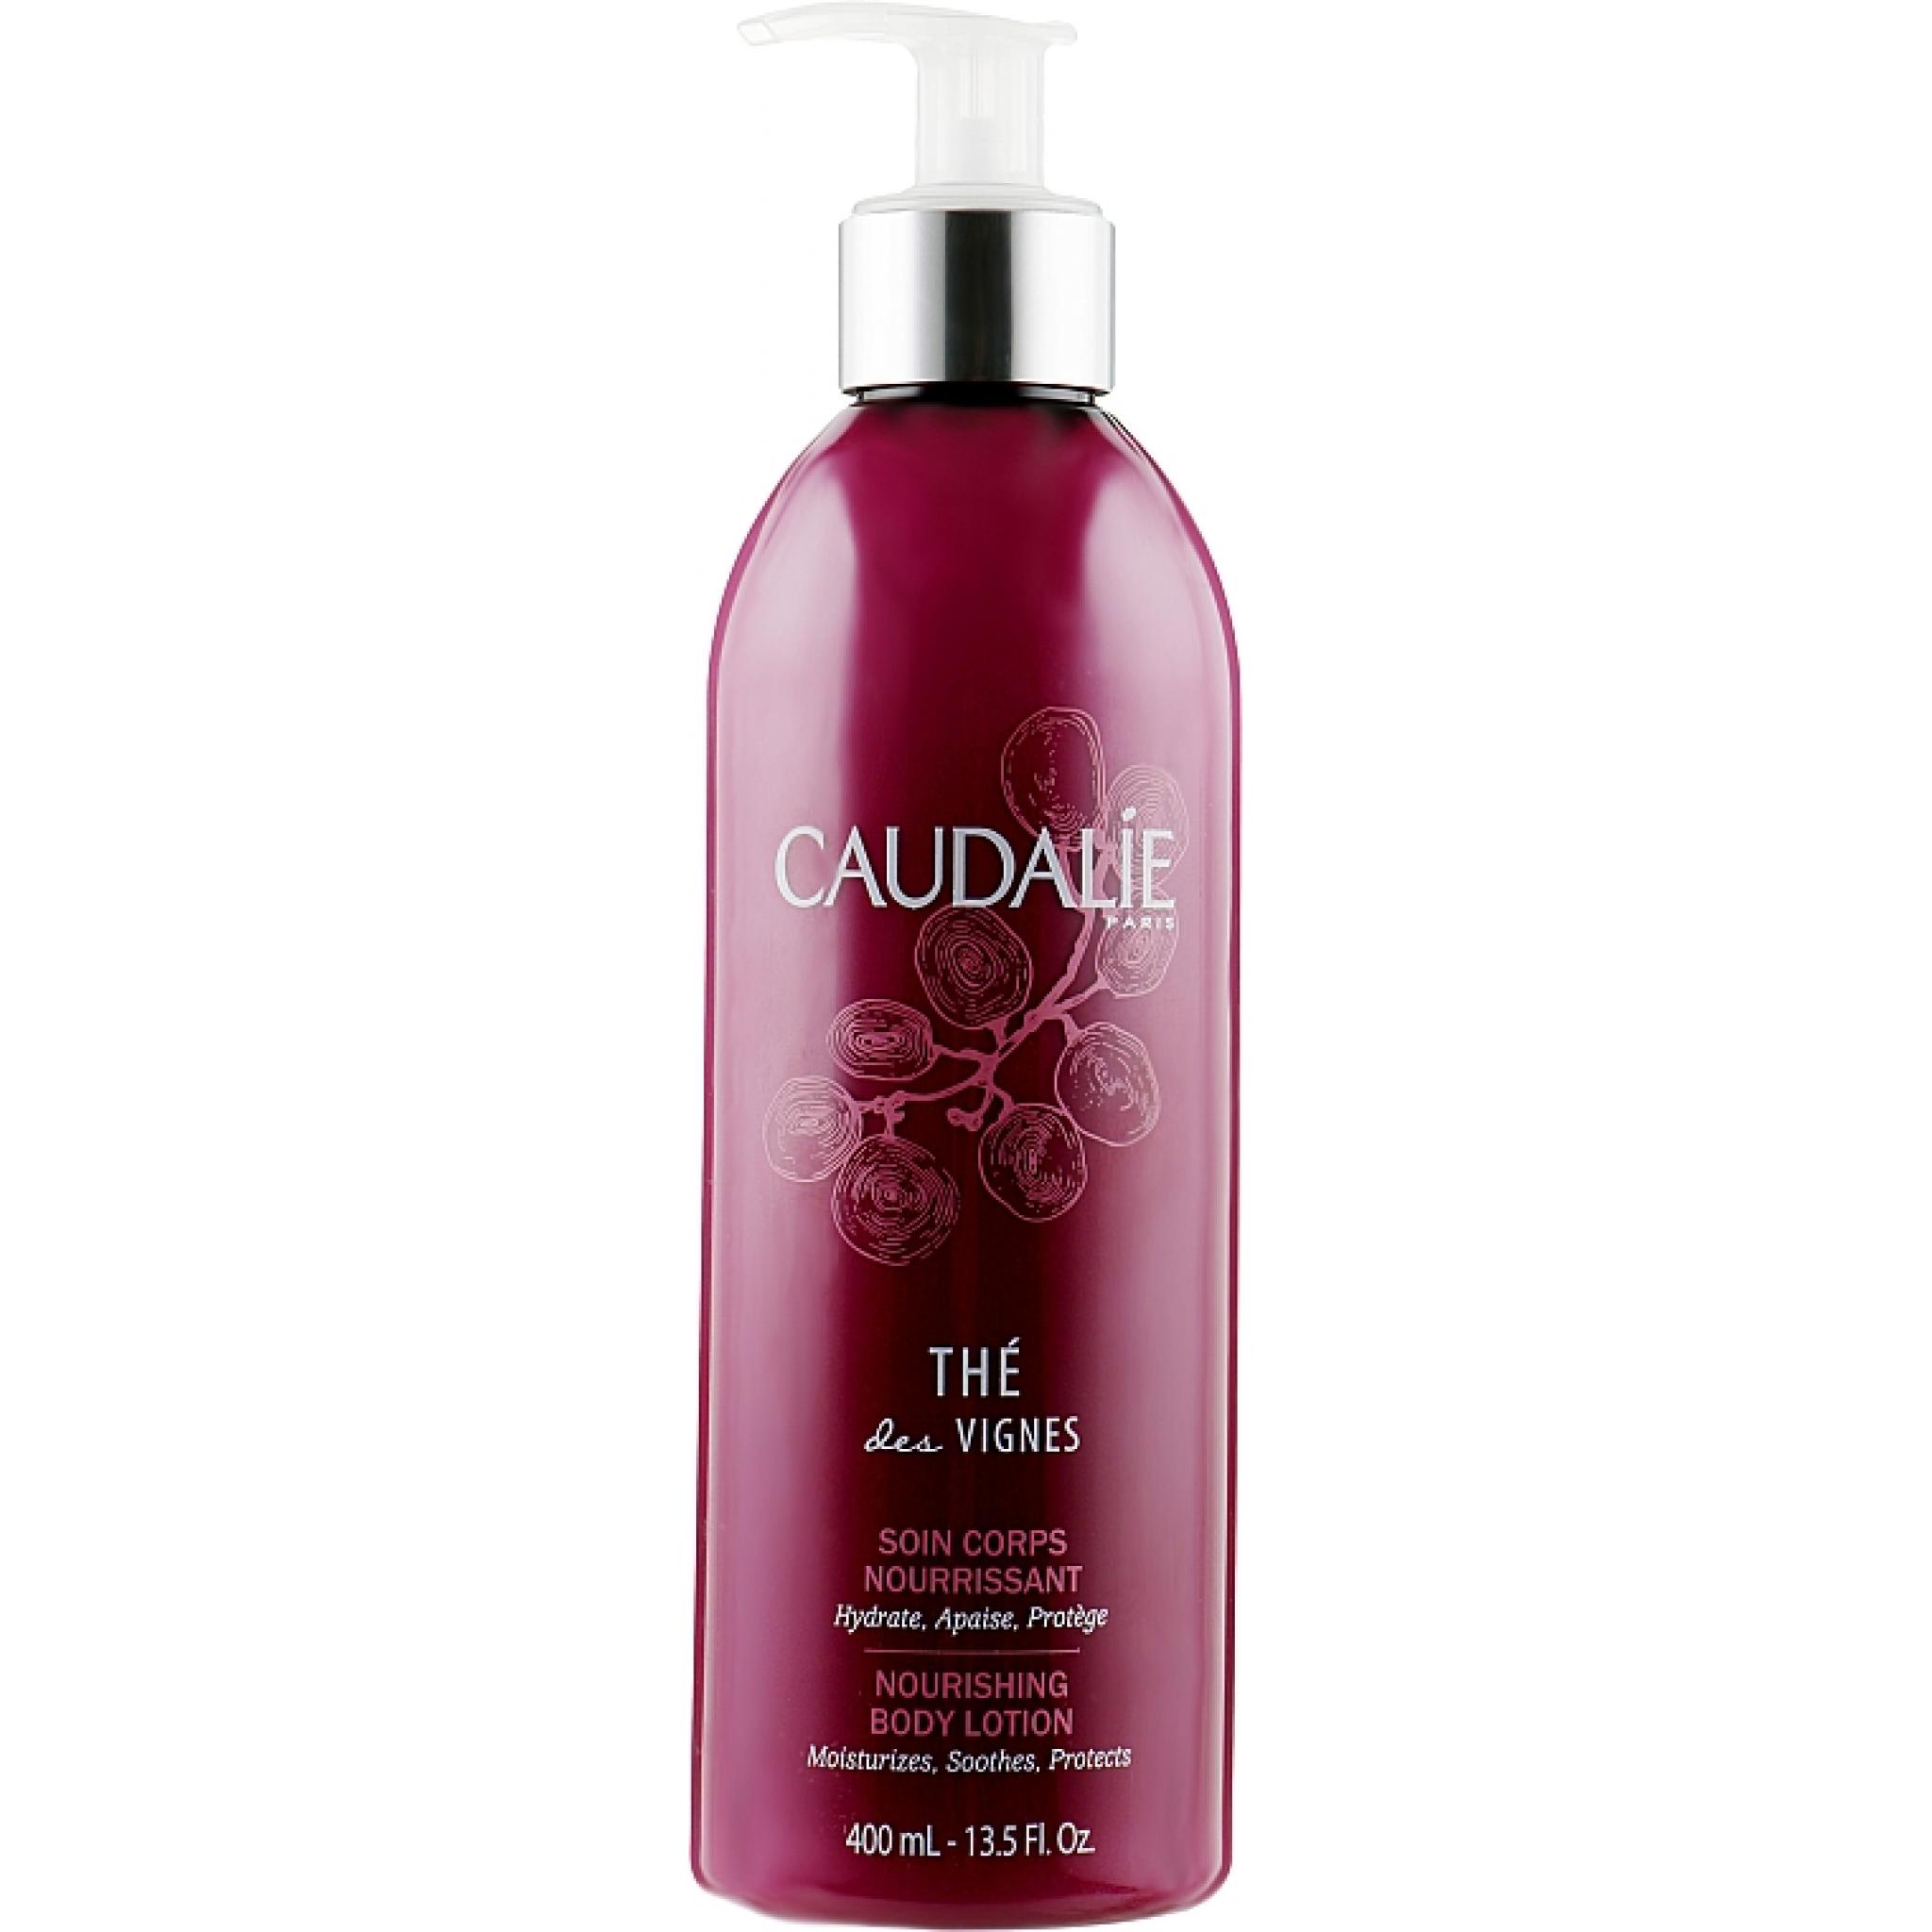 CAUDALIE
PARIS
THÉ
des VIGNES
SOIN CORPS
NOURRISSANT
Hydrate, Apaise, Protège
NOURISHING
BODY LOTION
Moisturizes, Soothes, Protects
400 mL - 13.5 Fl. Oz.